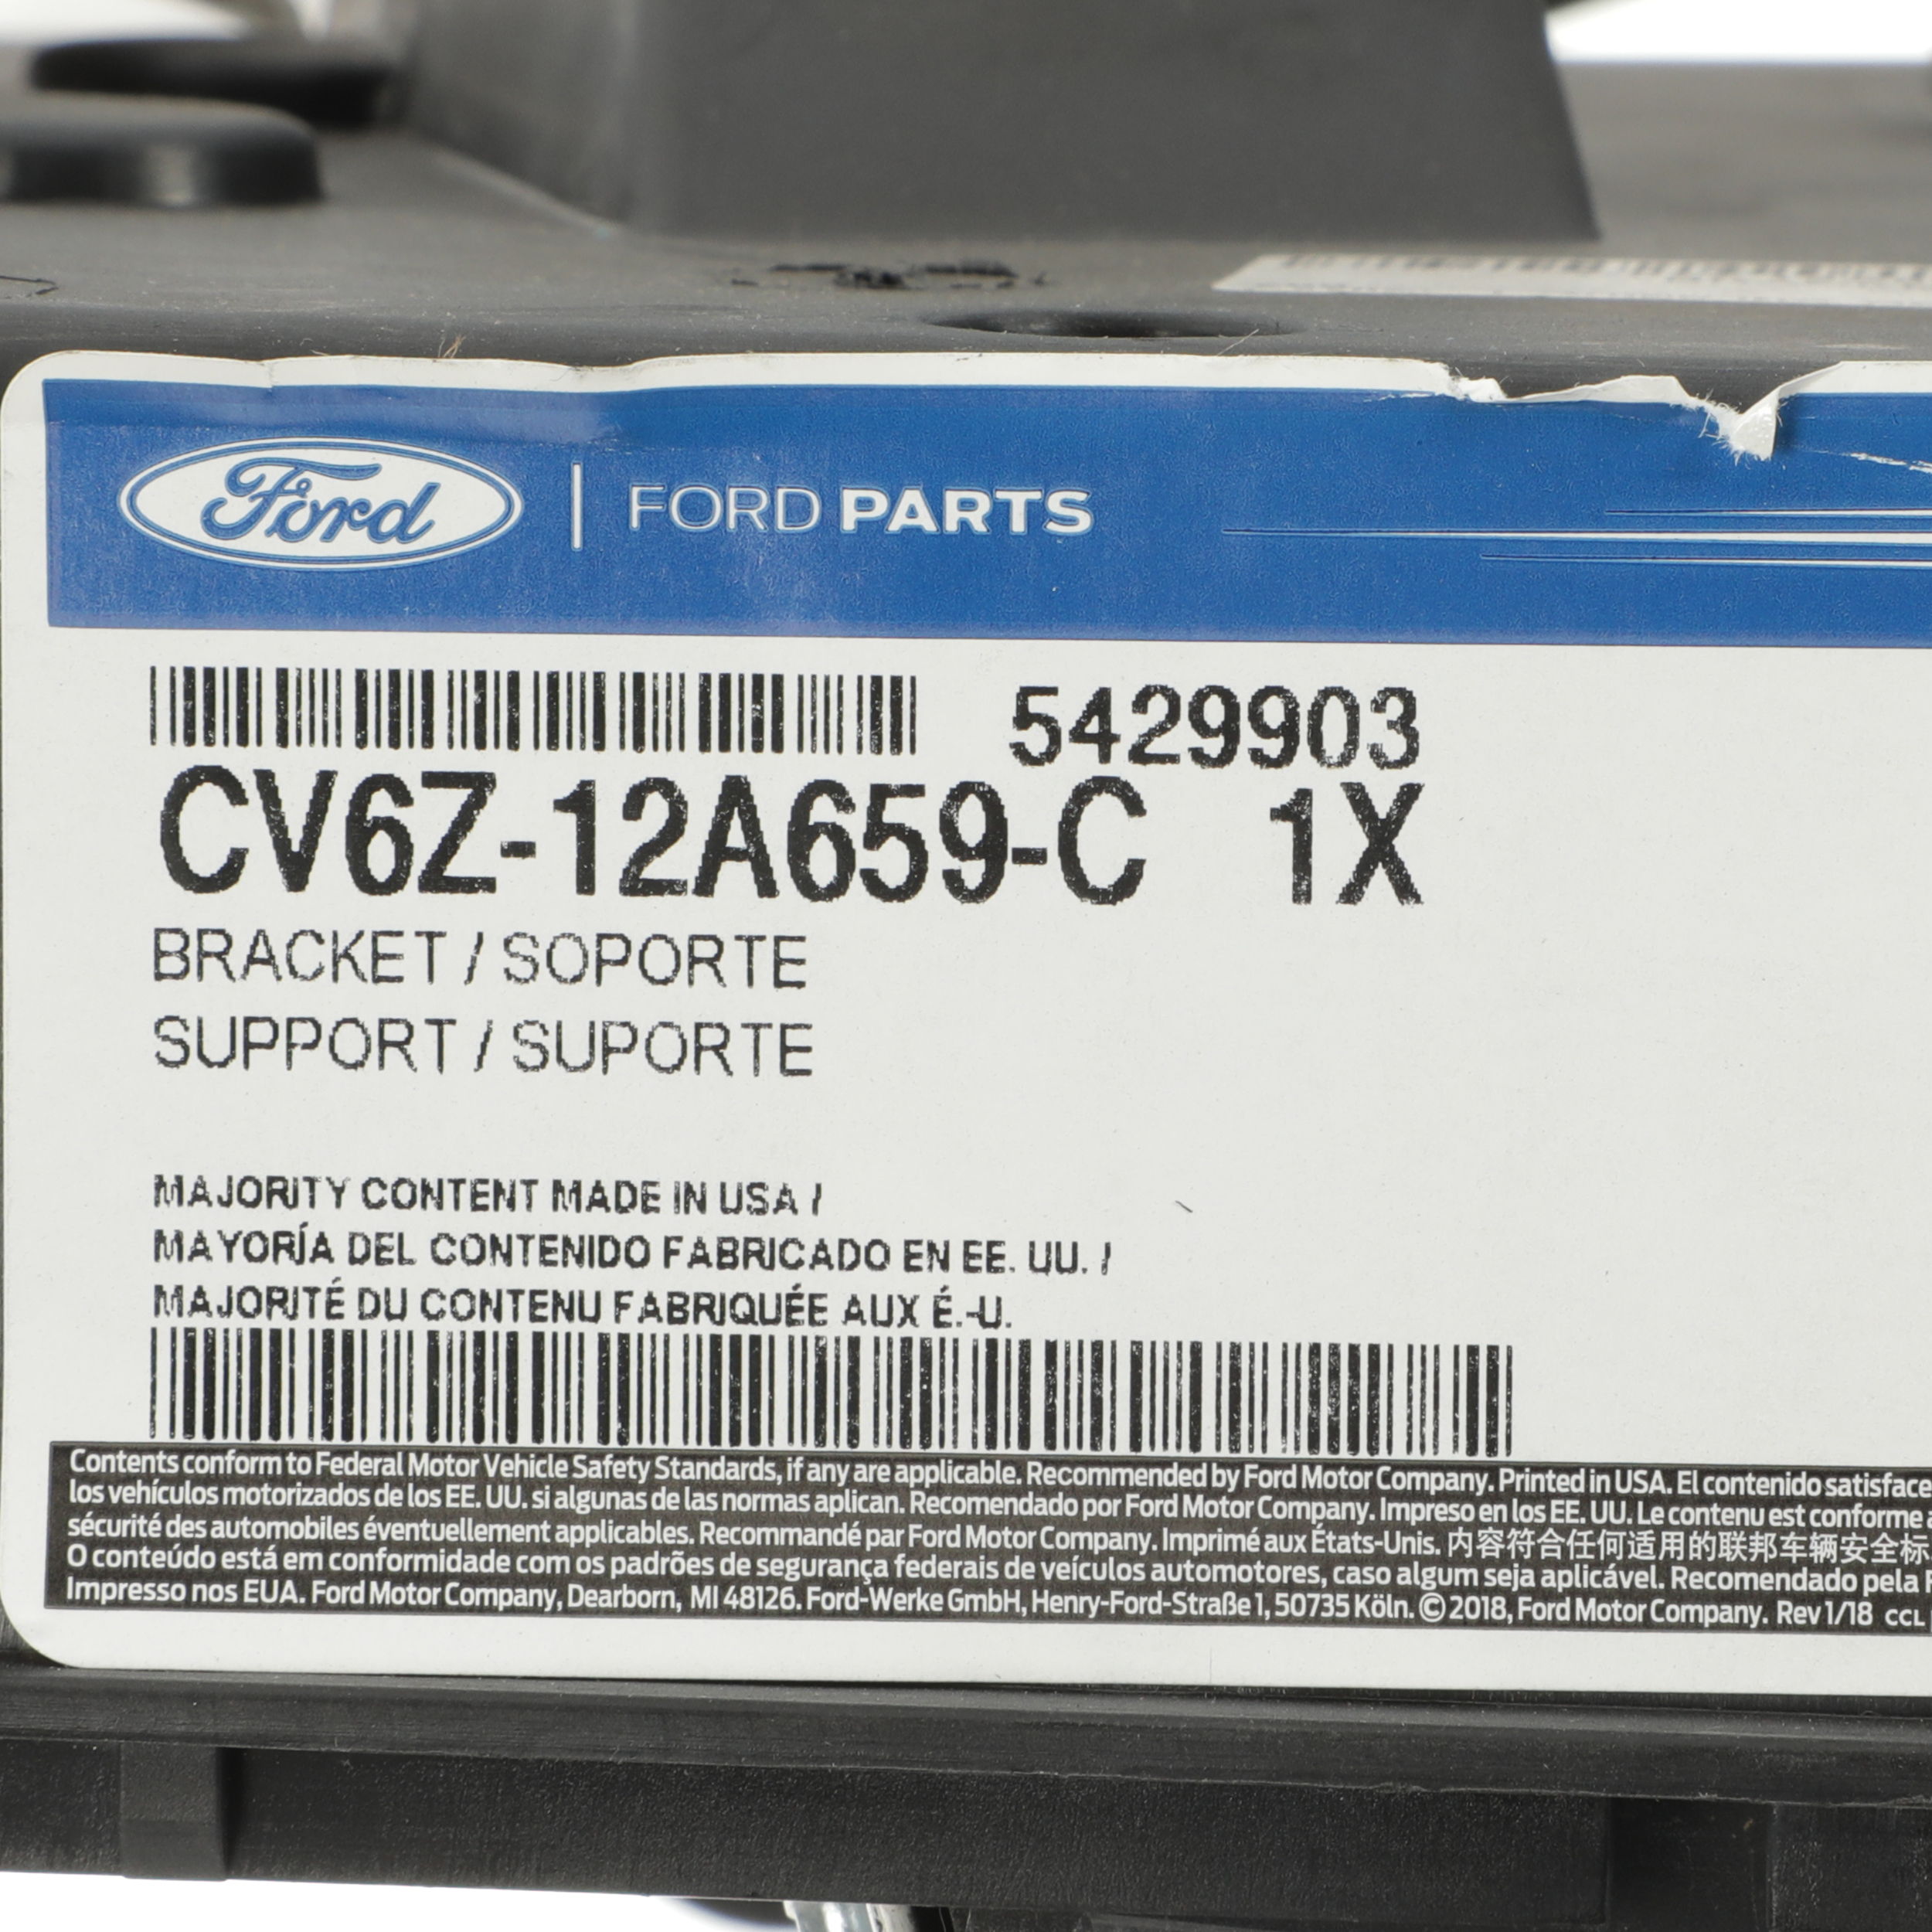 Ford | FORD PARTS
5429903
CV6Z-12A659-C 1X
BRACKET / SOPORTE
SUPPORT / SUPORTE
MAJORITY CONTENT MADE IN USA /
MAYORÍA DEL CONTENIDO FABRICADO EN EE. UU. /
MAJORITÉ DU CONTENU FABRIQUÉE AUX É.-U.
Contents conform to Federal Motor Vehicle Safety Standards, if any are applicable. Recommended by Ford Motor Company. Printed in USA. El contenido satisface
los vehículos motorizados de los EE. UU. si algunas de las normas aplican. Recomendado por Ford Motor Company. Impreso en los EE. UU. Le contenu est conforme
sécurité des automobiles éventuellement applicables. Recommandé par Ford Motor Company. Imprimé aux États-Unis. 内容符合任何适用的联邦车辆安全标
O conteúdo está em conformidade com os padrões de segurança federais de veículos automotores, caso algum seja aplicável. Recomendado pela
Impresso nos EUA. Ford Motor Company, Dearborn, MI 48126. Ford-Werke GmbH, Henry-Ford-Straße 1, 50735 Köln. © 2018, Ford Motor Company. Rev 1/18 CCL